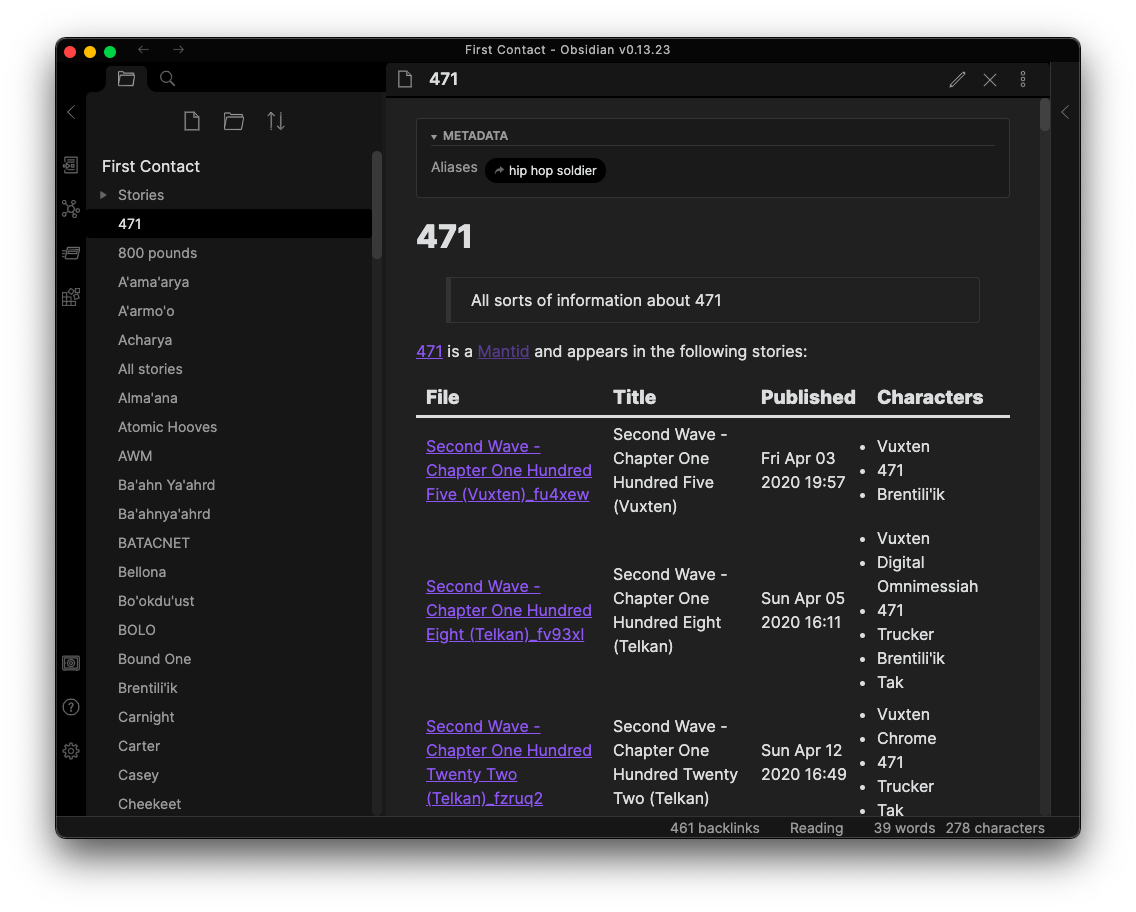 First Contact - Obsidian v0.13.23
471
First Contact
Stories
471
800 pounds
A'ama'arya
A'armo'o
Acharya
All stories
Alma'ana
Atomic Hooves
AWM
Ba'ahn Ya'ahrd
Ba'ahnya'ahrd
BATACNET
Bellona
Bo'okdu'ust
BOLO
Bound One
Brentili'ik
Carnight
Carter
Casey
Cheekeet
METADATA
Aliases hip hop soldier
471
All sorts of information about 471
471 is a Mantid and appears in the following stories:
File Title Published Characters
Second Wave -
Chapter One Hundred
Five (Vuxten)_fu4xew
Second Wave -
Chapter One
Hundred Five
(Vuxten)
Fri Apr 03
2020 19:57
• Vuxten
• 471
• Brentili'ik
Second Wave -
Chapter One Hundred
Eight (Telkan)_fv93xl
Second Wave -
Chapter One
Hundred Eight
(Telkan)
Sun Apr 05
2020 16:11
• Vuxten
• Digital
Omnimessiah
• 471
• Trucker
• Brentili'ik
• Tak
Second Wave -
Chapter One Hundred
Twenty Two
(Telkan)_fzruq2
Second Wave -
Chapter One
Hundred Twenty
Two (Telkan)
Sun Apr 12
2020 16:49
• Vuxten
• Chrome
• 471
• Trucker
• Tak
461 backlinks Reading 39 words 278 characters